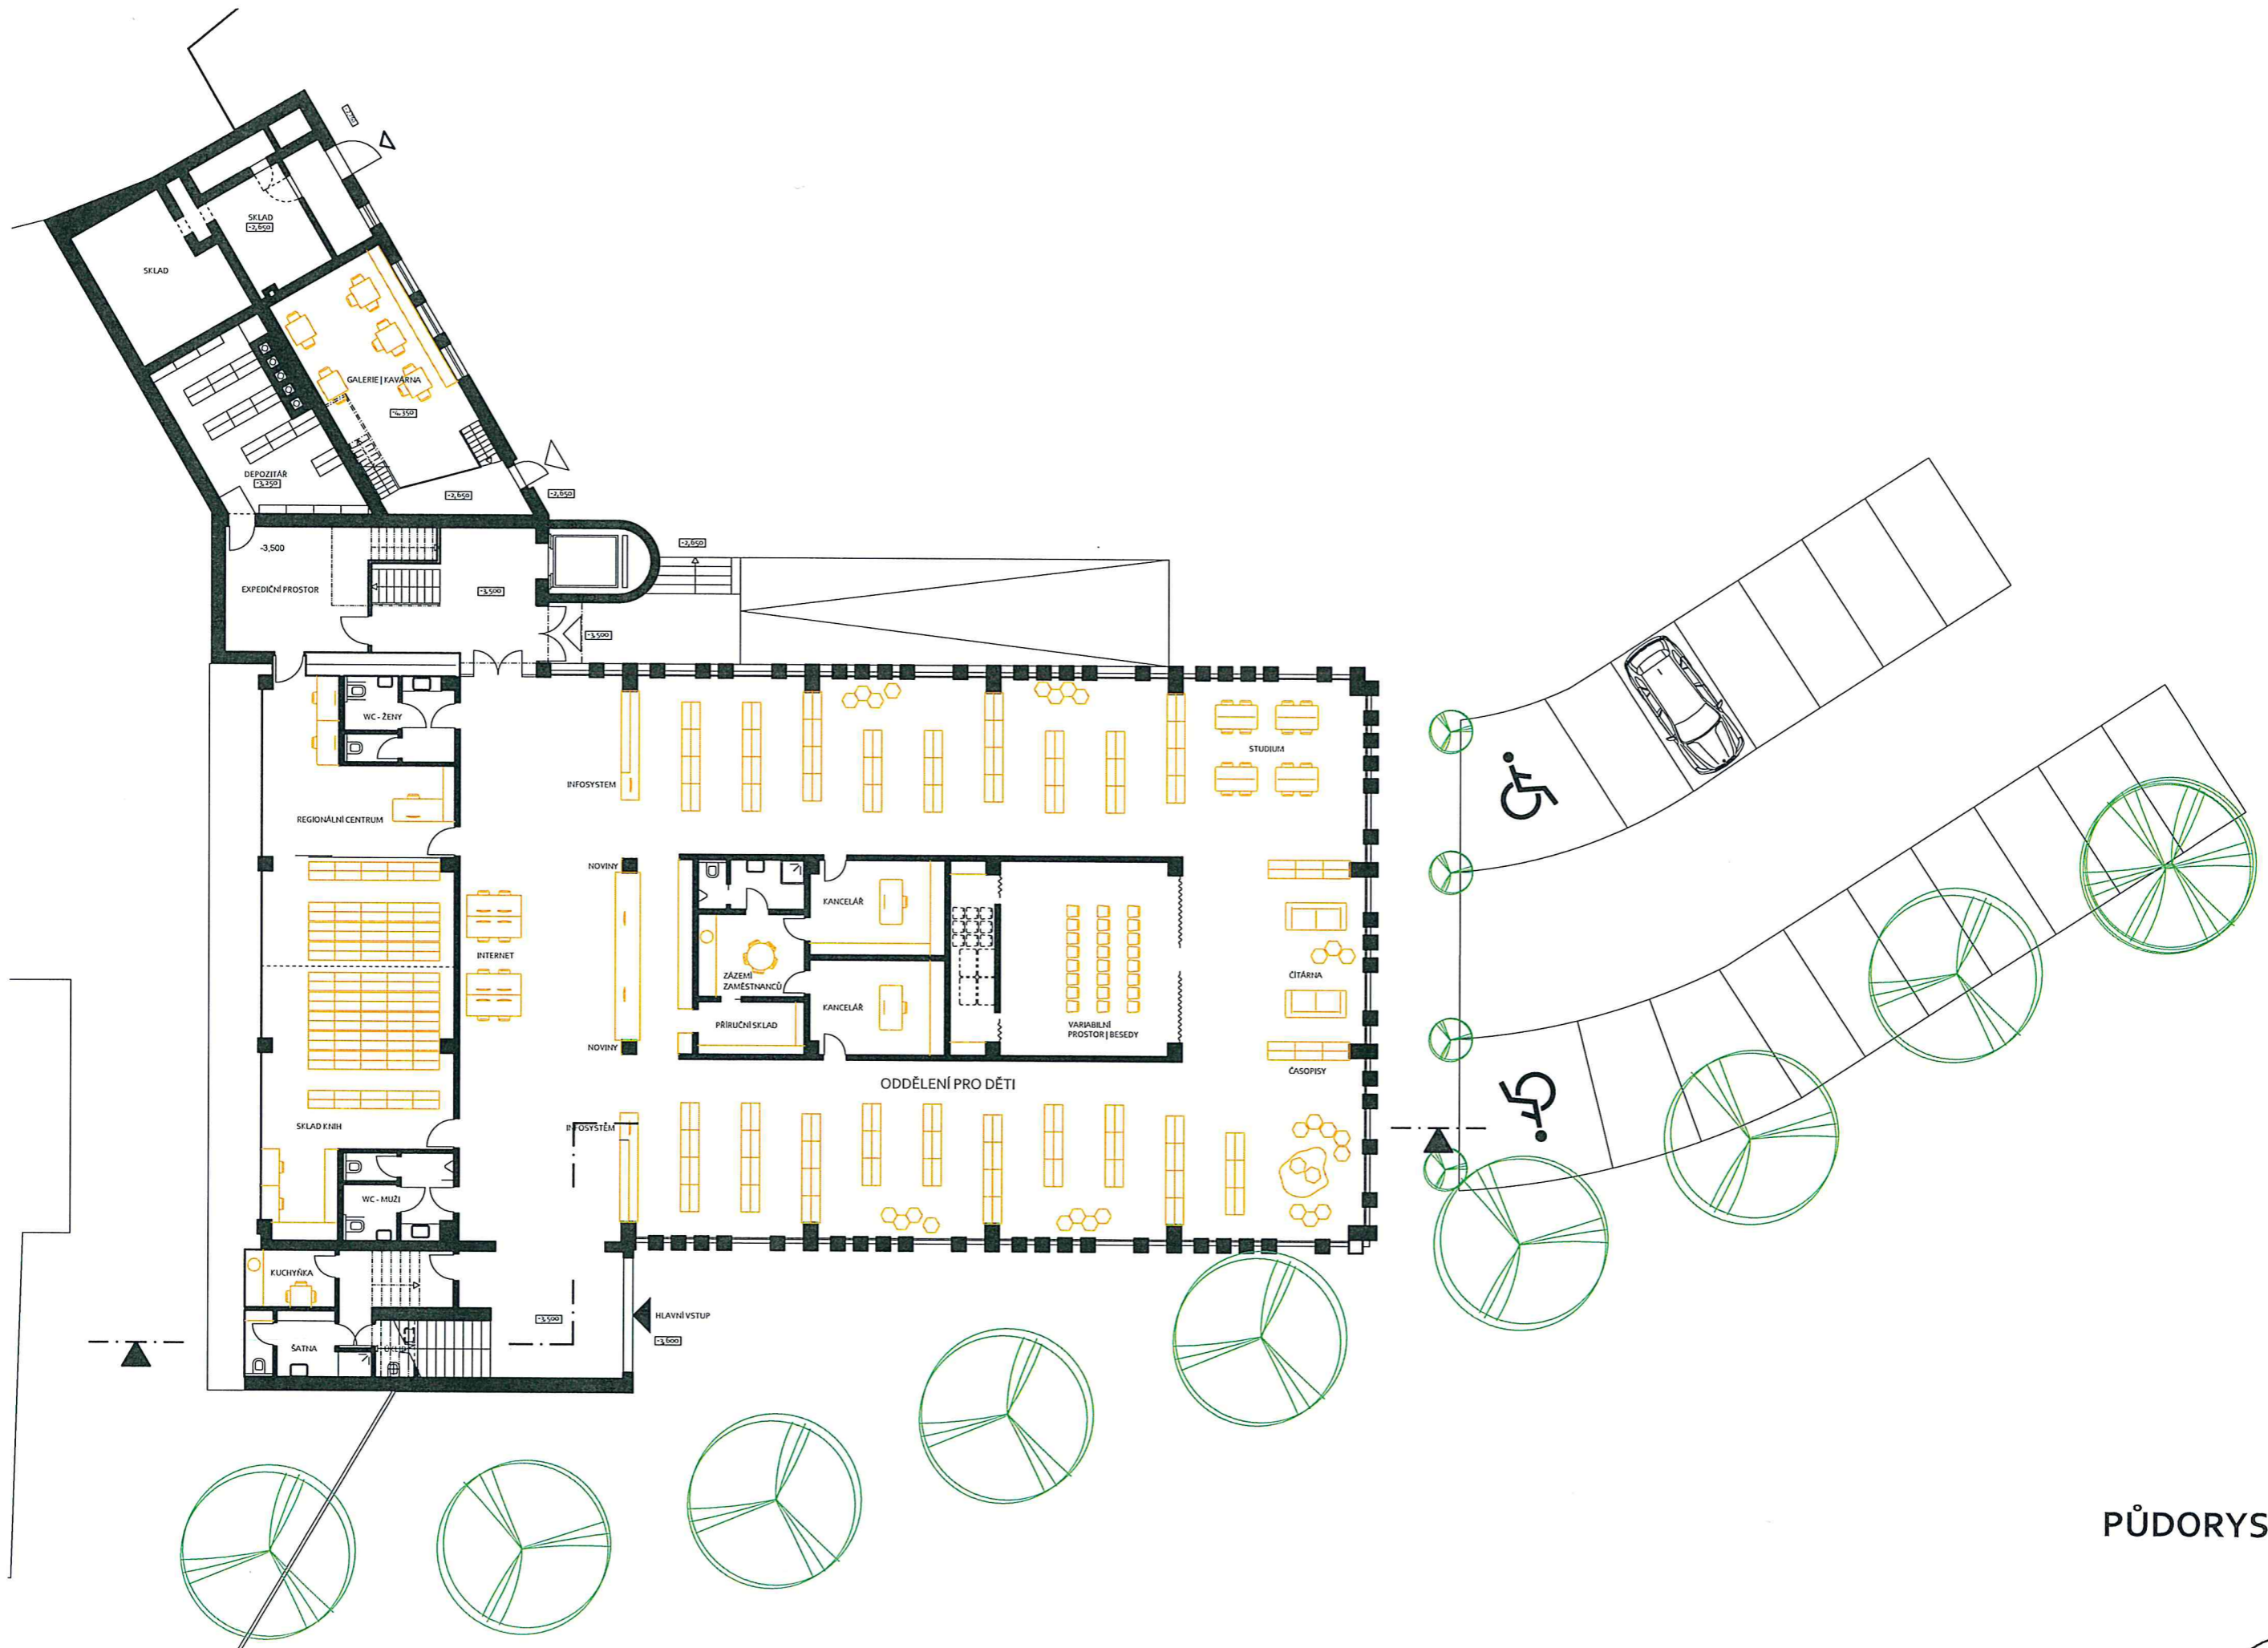 SKLAD
-2,650
SKLAD
GALERIE | KAVÁRNA
-4,350
DEPOZITÁŘ
-3,250
-2,650
-2,650
-3,500
-2,650
EXPEDIČNÍ PROSTOR
-3,500
-3,500
WC - ŽENY
STUDIUM
INFOSYSTEM
REGIONÁLNÍ CENTRUM
NOVINY
KANCELÁŘ
INTERNET
ZÁZEMÍ
ZAMĚSTNANCŮ
ČÍTÁRNA
KANCELÁŘ
PŘÍRUČNÍ SKLAD
VARIABILNÍ
PROSTOR | BESEDY
NOVINY
ČASOPISY
ODDĚLENÍ PRO DĚTI
SKLAD KNIH
INFOSYSTEM
WC - MUŽI
KUCHYŇKA
HLAVNÍ VSTUP
-3,500
-3,600
ŠATNA
PŮDORYS